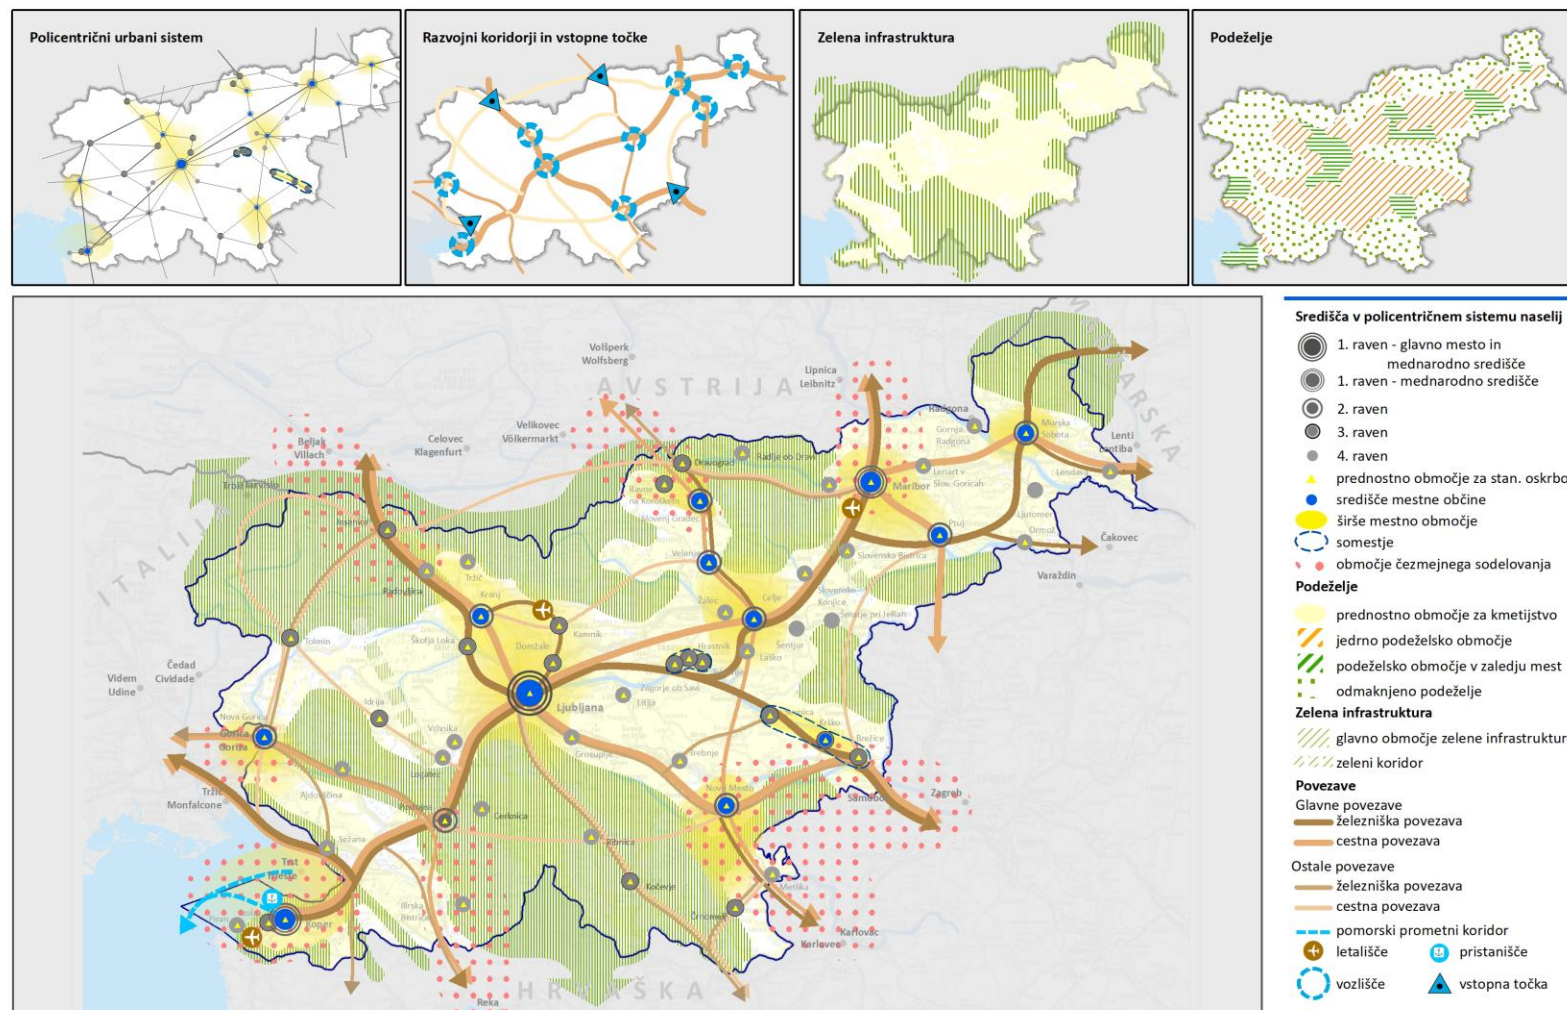 Policentrični urbani sistem
Razvojni koridorji in vstopne točke
Zelena infrastruktura
Podeželje
Volšperk
Wolfsberg
AVSTRIJA
Lipnica
Leibnitz
Radgona
Gornja
Radgona
Murska
Sobota
Lenti
Lendava
Velikovec
Völkermarkt
Beljak
Villach
Celovec
Klagenfurt
Dravograd
Radlje ob Dravi
Ravne
na Koroškem
Slovenj Gradec
Maribor
Lenart v
Slov. Goricah
Ljutomer
Ormož
Ptuj
Čakovec
Varaždin
ITALIJA
Jesenice
Radovljica
Tržič
Kranj
Velenje
Slovenska Bistrica
Slovenske
Konjice
Žalec
Celje
Šmarje pri Jelšah
Šentjur
Laško
Hrastnik
Škofja Loka
Kamnik
Domžale
Tolmin
Videm
Udine
Čedad
Cividade
Idrija
Ljubljana
Zagorje ob Savi
Litija
Nova Gorica
Gorica
Gorizia
Vrhnika
Logatec
Grosuplje
Trebnje
Krško
Brežice
Ajdovščina
Postojna
Cerknica
Novo Mesto
Samobor
Zagreb
Tržič
Monfalcone
Sežana
Ribnica
Kočevje
Metlika
Črnomelj
Trst
Trieste
Piran
Koper
Ilirska
Bistrica
Karlovac
Karlovec
HRVAŠKA
Reka
Središča v policentričnem sistemu naselij
1. raven - glavno mesto in
mednarodno središče
1. raven - mednarodno središče
2. raven
3. raven
4. raven
prednostno območje za stan. oskrbo
središče mestne občine
širše mestno območje
somestje
območje čezmejnega sodelovanja
Podeželje
prednostno območje za kmetijstvo
jedrno podeželsko območje
podeželsko območje v zaledju mest
odmaknjeno podeželje
Zelena infrastruktura
glavno območje zelene infrastruktur
zeleni koridor
Povezave
Glavne povezave
železniška povezava
cestna povezava
Ostale povezave
železniška povezava
cestna povezava
pomorski prometni koridor
letališče
pristanišče
vozlišče
vstopna točka